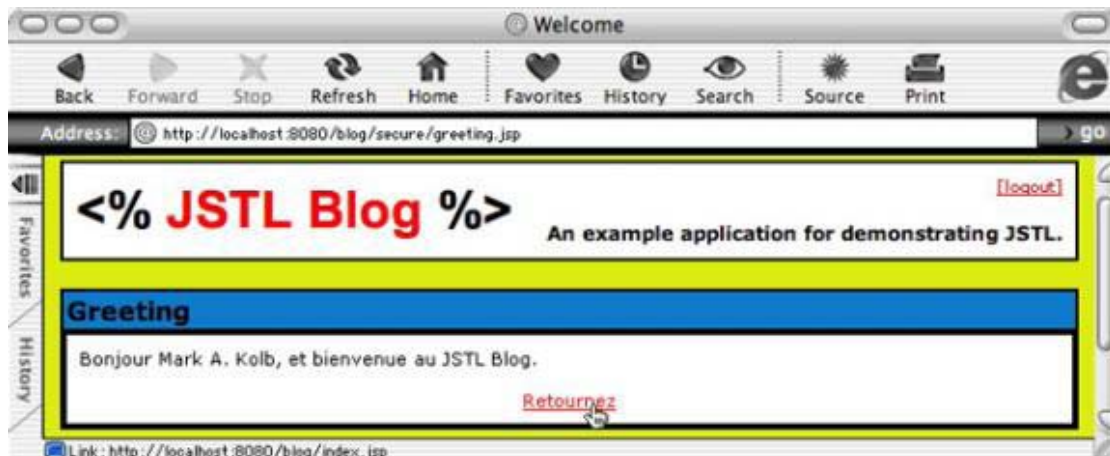 Welcome
Back Forward Stop Refresh Home Favorites History Search Source Print
Address: http://localhost:8080/blog/secure/greeting.jsp go
Favorites
History
<% JSTL Blog %>
[logout]
An example application for demonstrating JSTL.
Greeting
Bonjour Mark A. Kolb, et bienvenue au JSTL Blog.
Retournez
Link: http://localhost:8080/blog/index.jsp